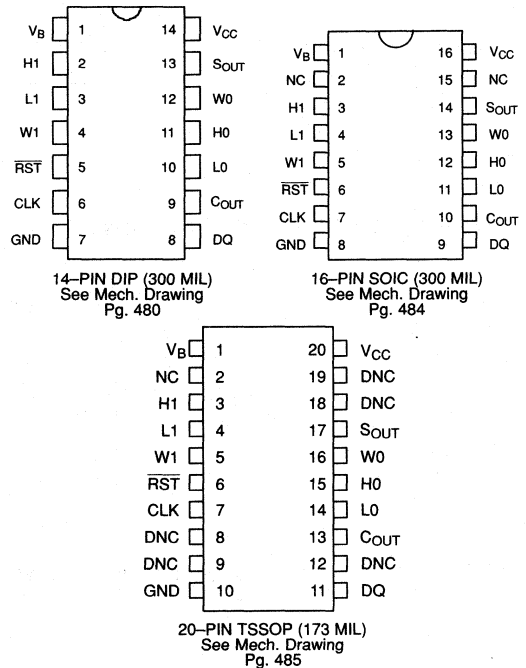 VB 1 14 VCC
H1 2 13 SOUT
L1 3 12 W0
W1 4 11 H0
RST 5 10 L0
CLK 6 9 COUT
GND 7 8 DQ
14–PIN DIP (300 MIL)
See Mech. Drawing
Pg. 480
VB 1 16 VCC
NC 2 15 NC
H1 3 14 SOUT
L1 4 13 W0
W1 5 12 H0
RST 6 11 L0
CLK 7 10 COUT
GND 8 9 DQ
16–PIN SOIC (300 MIL)
See Mech. Drawing
Pg. 484
VB 1 20 VCC
NC 2 19 DNC
H1 3 18 DNC
L1 4 17 SOUT
W1 5 16 W0
RST 6 15 H0
CLK 7 14 L0
DNC 8 13 COUT
DNC 9 12 DNC
GND 10 11 DQ
20–PIN TSSOP (173 MIL)
See Mech. Drawing
Pg. 485